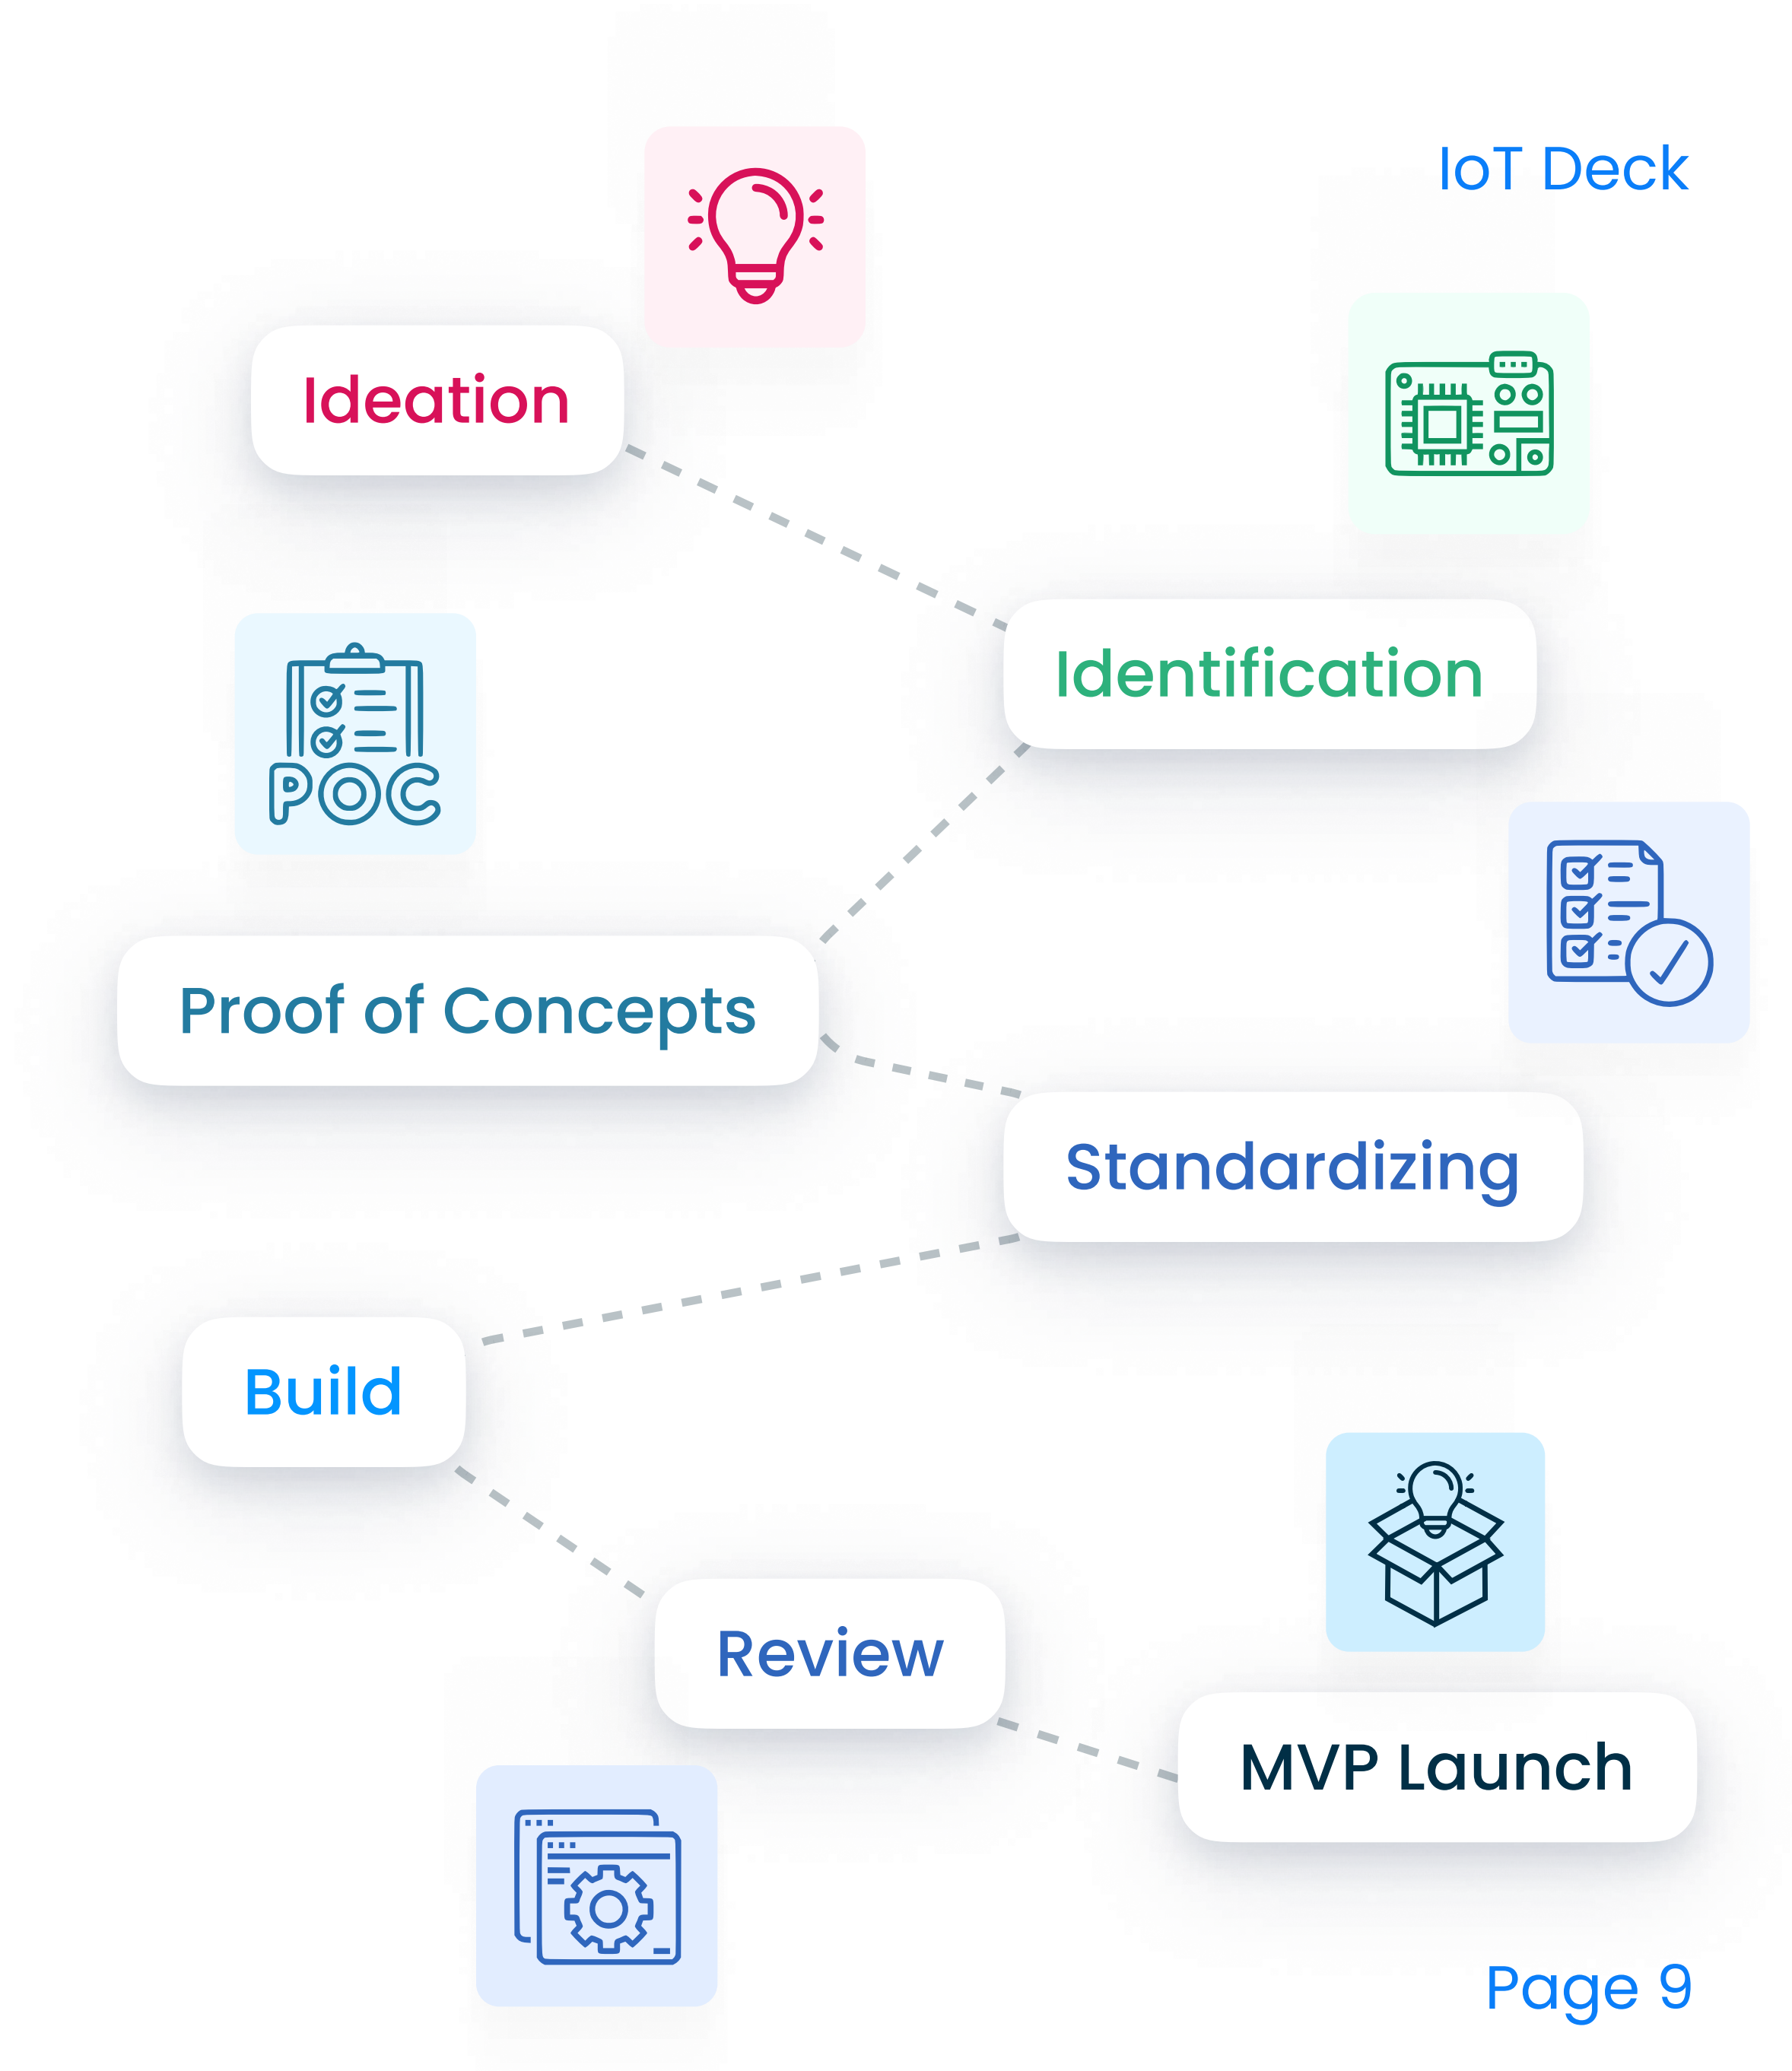 IoT Deck
Ideation
Identification
POC
Proof of Concepts
Standardizing
Build
Review
MVP Launch
Page 9